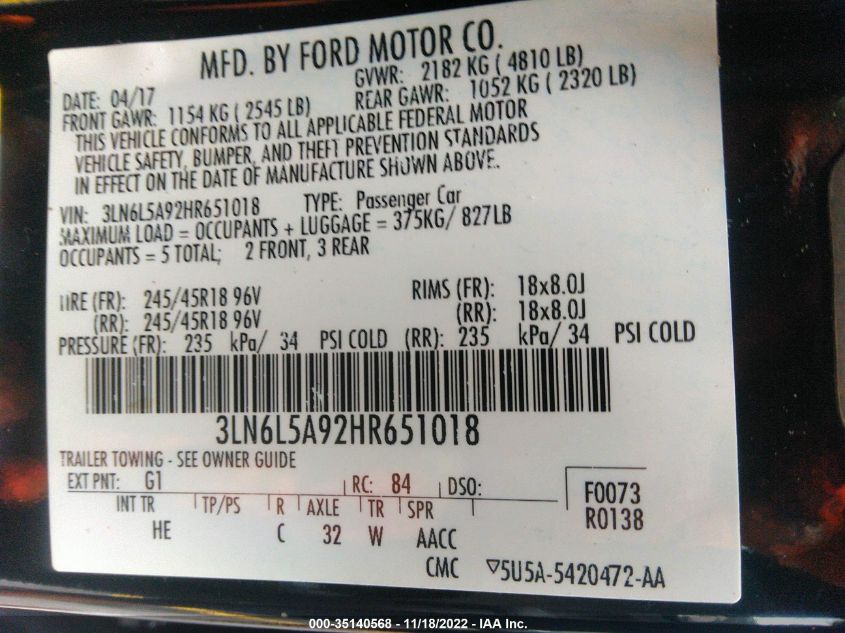 MFD. BY FORD MOTOR CO.
DATE: 04/17 GVWR: 2182 KG ( 4810 LB)
FRONT GAWR: 1154 KG ( 2545 LB) REAR GAWR: 1052 KG ( 2320 LB)
THIS VEHICLE CONFORMS TO ALL APPLICABLE FEDERAL MOTOR
VEHICLE SAFETY, BUMPER, AND THEFT PREVENTION STANDARDS
IN EFFECT ON THE DATE OF MANUFACTURE SHOWN ABOVE.
VIN: 3LN6L5A92HR651018 TYPE: Passenger Car
MAXIMUM LOAD = OCCUPANTS + LUGGAGE = 375KG/ 827LB
OCCUPANTS = 5 TOTAL; 2 FRONT, 3 REAR
TIRE (FR): 245/45R18 96V RIMS (FR): 18x8.0J
(RR): 245/45R18 96V (RR): 18x8.0J
PRESSURE (FR): 235 kPa/ 34 PSI COLD (RR): 235 kPa/ 34 PSI COLD
3LN6L5A92HR651018
TRAILER TOWING - SEE OWNER GUIDE
EXT PNT: G1 RC: 84 DSO:
INT TR TP/PS R AXLE TR SPR
HE C 32 W AACC
F0073
R0138
CMC ▽5U5A-5420472-AA
000-35140568 - 11/18/2022 - IAA Inc.